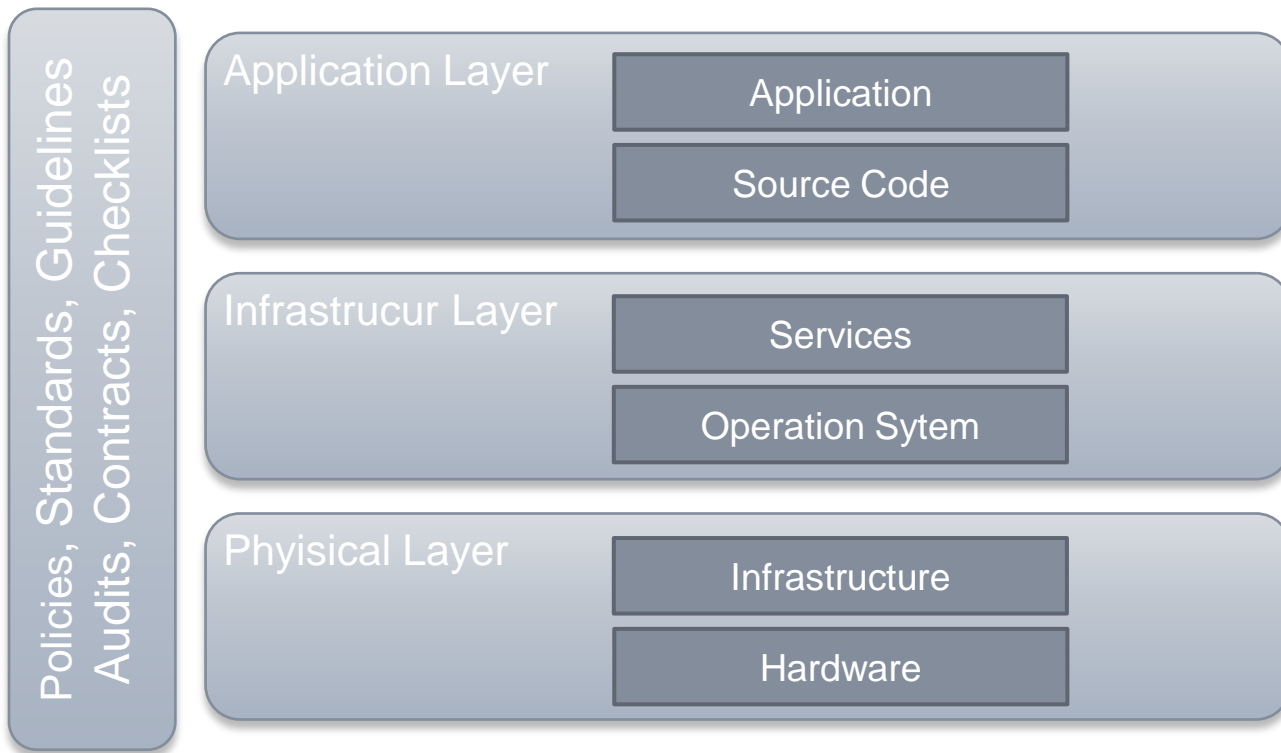 Policies, Standards, Guidelines
Audits, Contracts, Checklists
Application Layer
Application
Source Code
Infrastrucur Layer
Services
Operation Sytem
Phyisical Layer
Infrastructure
Hardware